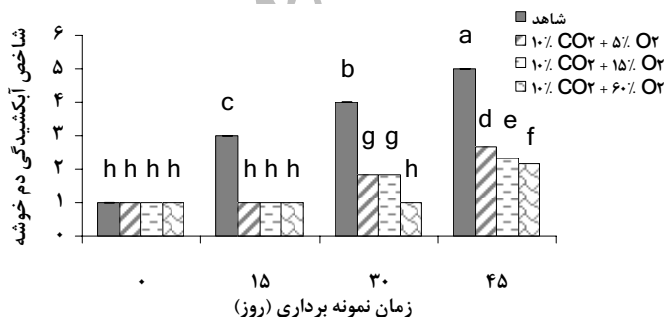 شاهد
۱۰٪ CO۲ + ۵٪ O۲
۱۰٪ CO۲ + ۱۵٪ O۲
۱۰٪ CO۲ + ۶۰٪ O۲
شاخص آبکشیدگی دم خوشه
۶
۵
۴
۳
۲
۱
۰
h h h h
c h h h
b g g h
a d e f
۰ ۱۵ ۳۰ ۴۵
زمان نمونه برداری (روز)